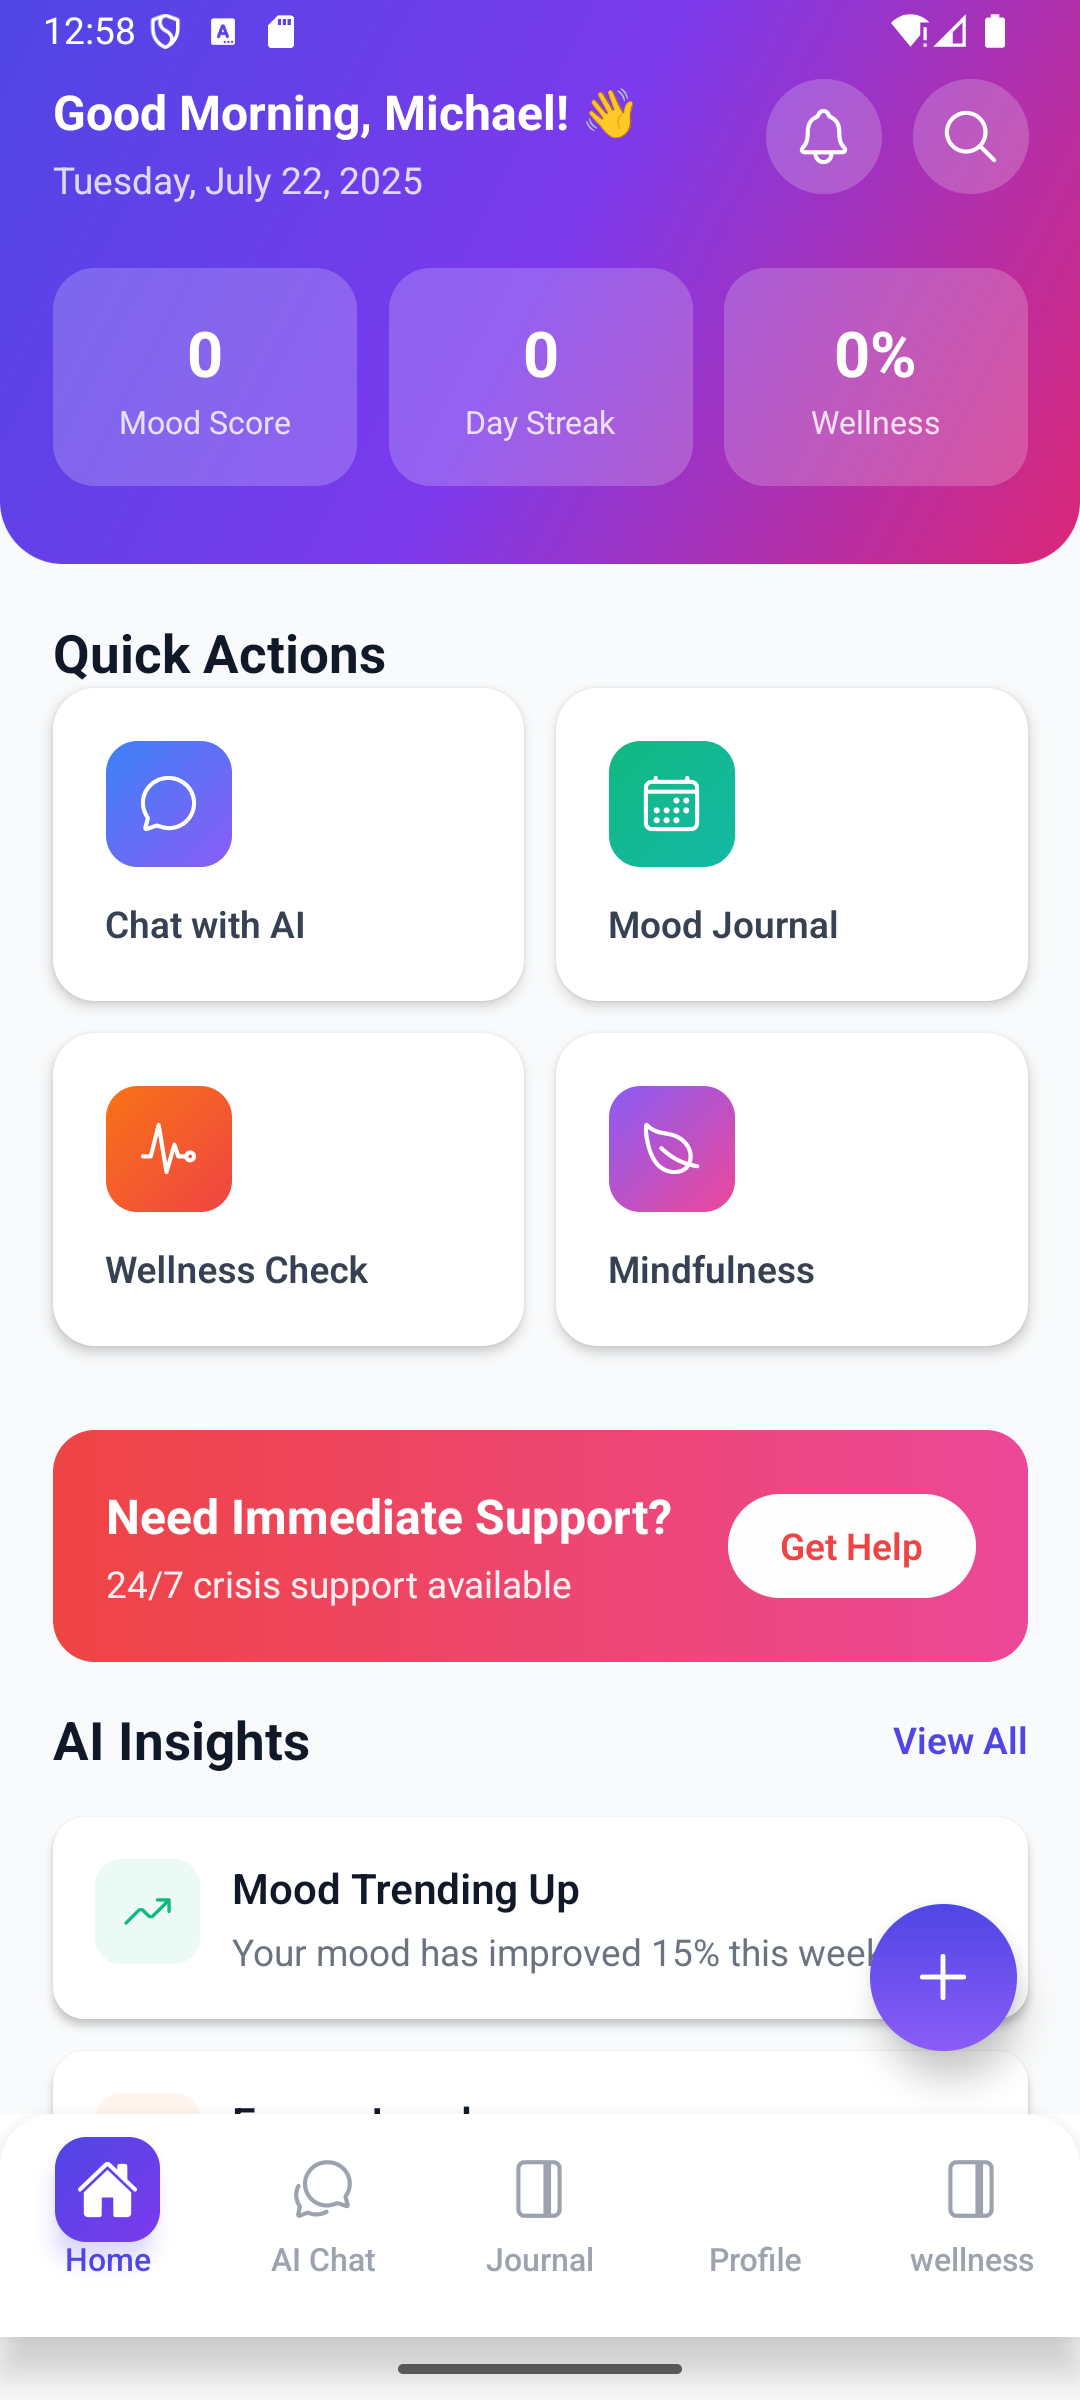 12:58
Good Morning, Michael! 👋
Tuesday, July 22, 2025
0
Mood Score
0
Day Streak
0%
Wellness
Quick Actions
Chat with AI
Mood Journal
Wellness Check
Mindfulness
Need Immediate Support?
24/7 crisis support available
Get Help
AI Insights
View All
Mood Trending Up
Your mood has improved 15% this week
Home
AI Chat
Journal
Profile
wellness